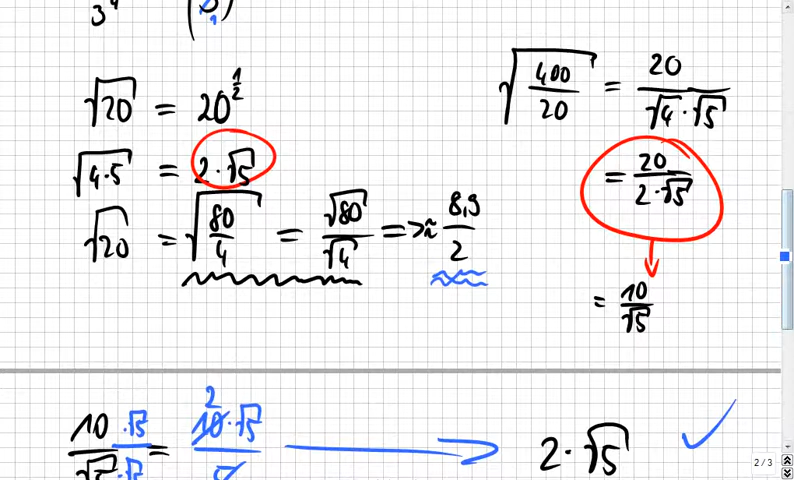 √20 = 20^(1/2)
√(4·5) = 2·√5
√20 = √(80/4) = √80/√4 => ≈ 8,9/2
√(400/20) = 20/(√4·√5)
= 20/(2·√5)
= 10/√5
10·√5/(√5·√5) = 2 10·√5/5 → 2·√5 ✓
2 / 3